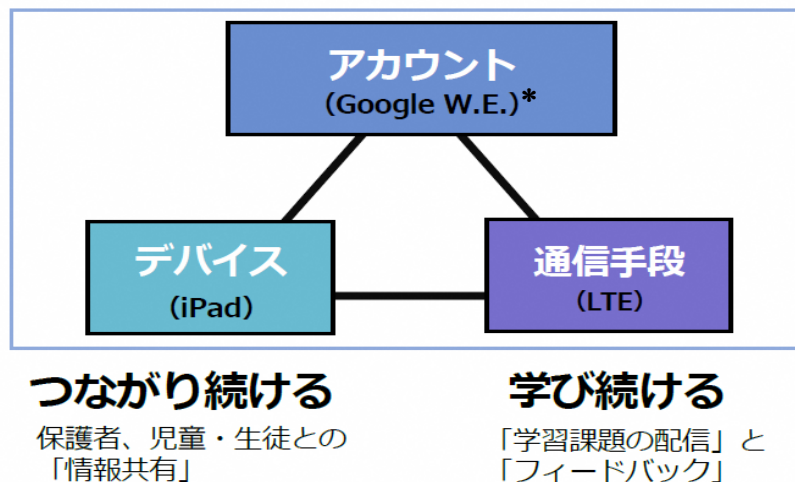 アカウント
(Google W.E.)*
デバイス
(iPad)
通信手段
(LTE)
つながり続ける
保護者、児童・生徒との
「情報共有」
学び続ける
「学習課題の配信」と
「フィードバック」